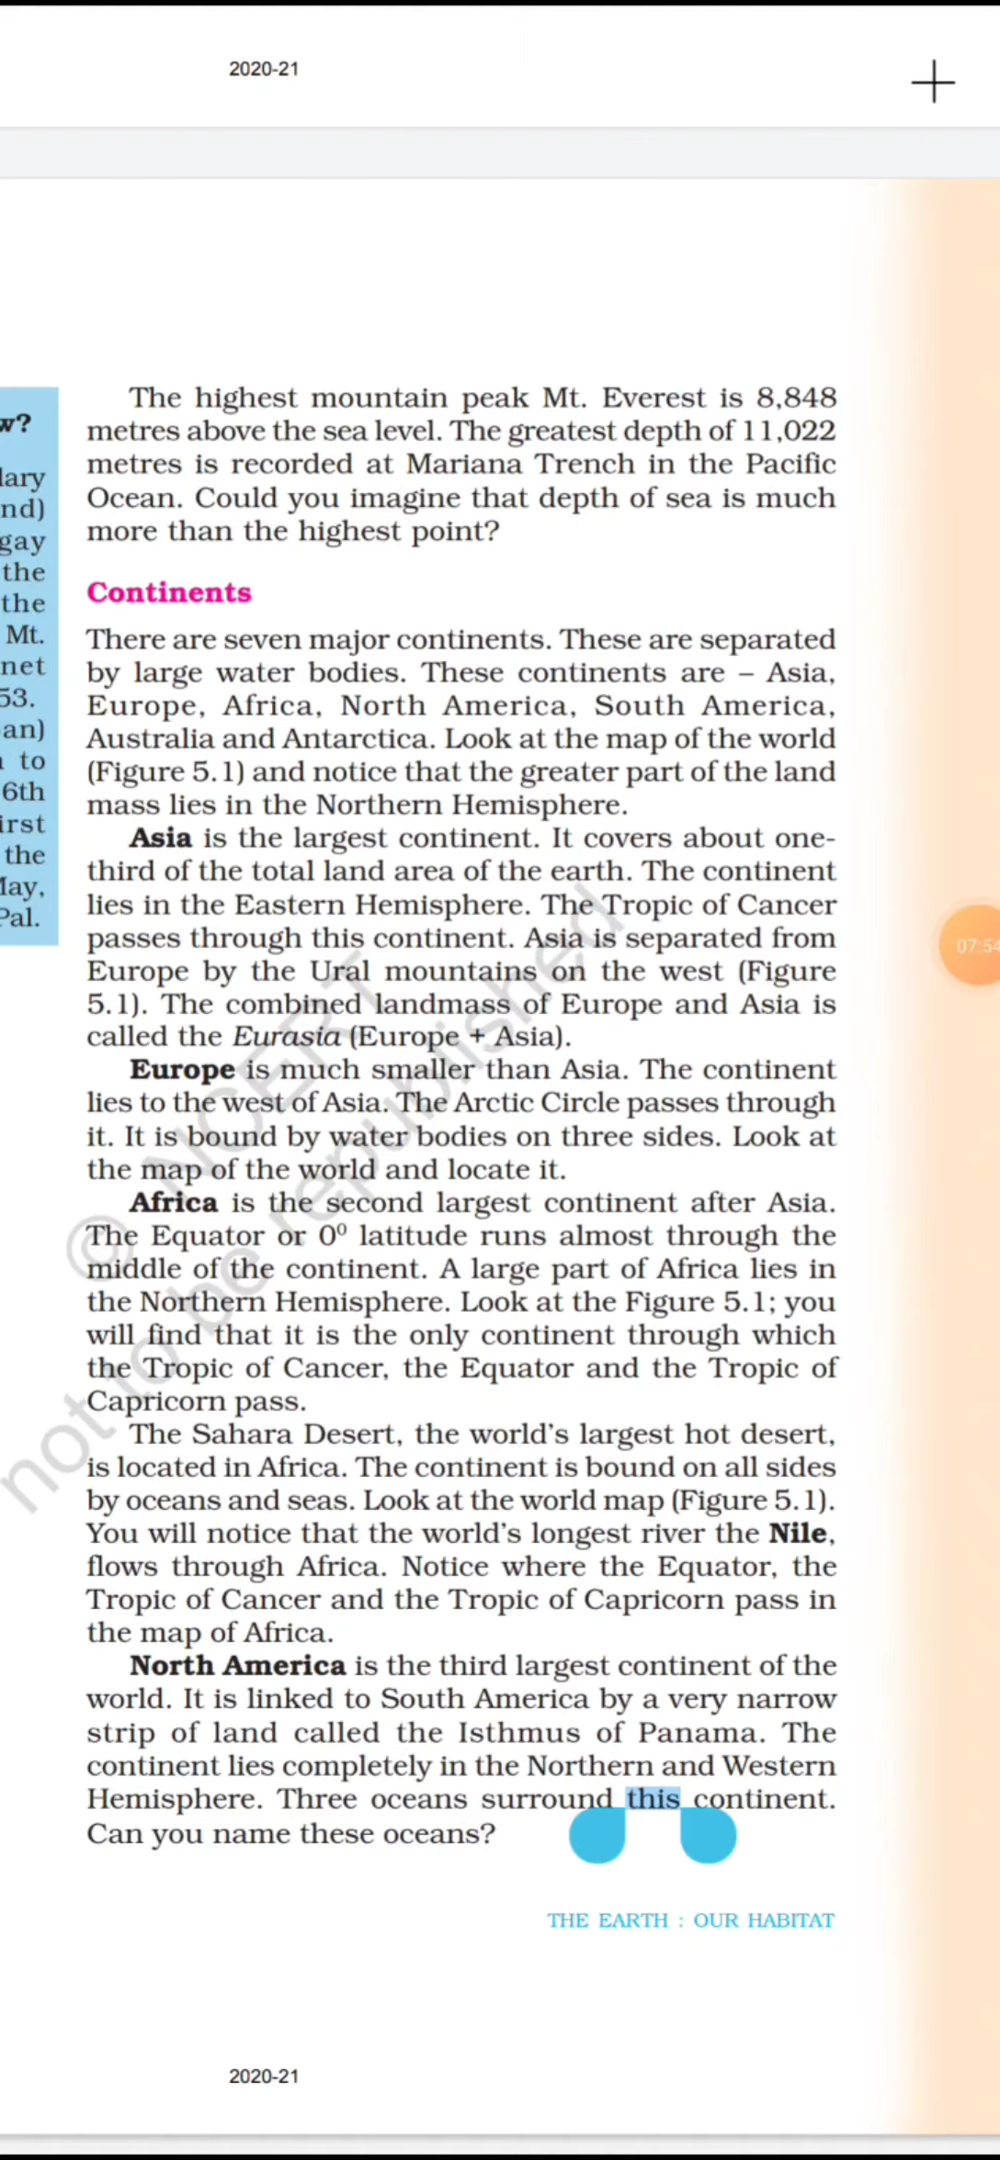 2020-21
The highest mountain peak Mt. Everest is 8,848
metres above the sea level. The greatest depth of 11,022
metres is recorded at Mariana Trench in the Pacific
Ocean. Could you imagine that depth of sea is much
more than the highest point?
w?
lary
nd)
gay
the
the
Mt.
net
53.
an)
to
6th
irst
the
May,
Pal.
Continents
There are seven major continents. These are separated
by large water bodies. These continents are – Asia,
Europe, Africa, North America, South America,
Australia and Antarctica. Look at the map of the world
(Figure 5.1) and notice that the greater part of the land
mass lies in the Northern Hemisphere.
Asia is the largest continent. It covers about one-
third of the total land area of the earth. The continent
lies in the Eastern Hemisphere. The Tropic of Cancer
passes through this continent. Asia is separated from
Europe by the Ural mountains on the west (Figure
5.1). The combined landmass of Europe and Asia is
called the Eurasia (Europe + Asia).
Europe is much smaller than Asia. The continent
lies to the west of Asia. The Arctic Circle passes through
it. It is bound by water bodies on three sides. Look at
the map of the world and locate it.
Africa is the second largest continent after Asia.
The Equator or 0⁰ latitude runs almost through the
middle of the continent. A large part of Africa lies in
the Northern Hemisphere. Look at the Figure 5.1; you
will find that it is the only continent through which
the Tropic of Cancer, the Equator and the Tropic of
Capricorn pass.
The Sahara Desert, the world's largest hot desert,
is located in Africa. The continent is bound on all sides
by oceans and seas. Look at the world map (Figure 5.1).
You will notice that the world's longest river the Nile,
flows through Africa. Notice where the Equator, the
Tropic of Cancer and the Tropic of Capricorn pass in
the map of Africa.
North America is the third largest continent of the
world. It is linked to South America by a very narrow
strip of land called the Isthmus of Panama. The
continent lies completely in the Northern and Western
Hemisphere. Three oceans surround this continent.
Can you name these oceans?
© NCERT
not to be republished
07:54
THE EARTH : OUR HABITAT
2020-21